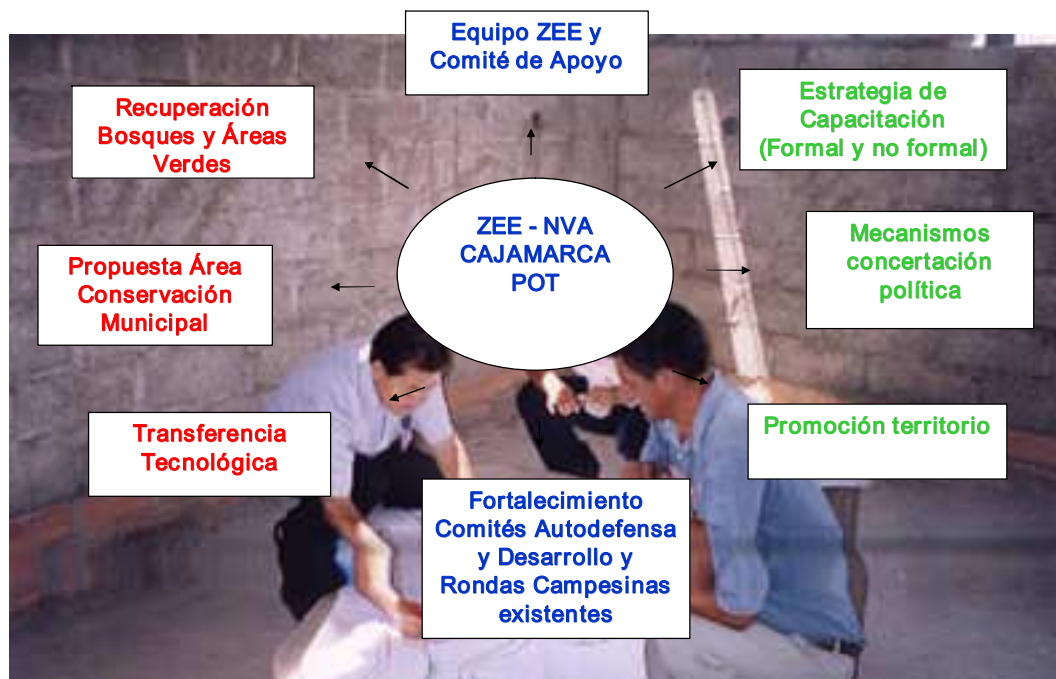 Equipo ZEE y
Comité de Apoyo
Recuperación
Bosques y Áreas
Verdes
Estrategia de
Capacitación
(Formal y no formal)
ZEE - NVA
CAJAMARCA
POT
Propuesta Área
Conservación
Municipal
Mecanismos
concertación
política
Transferencia
Tecnológica
Promoción territorio
Fortalecimiento
Comités Autodefensa
y Desarrollo y
Rondas Campesinas
existentes